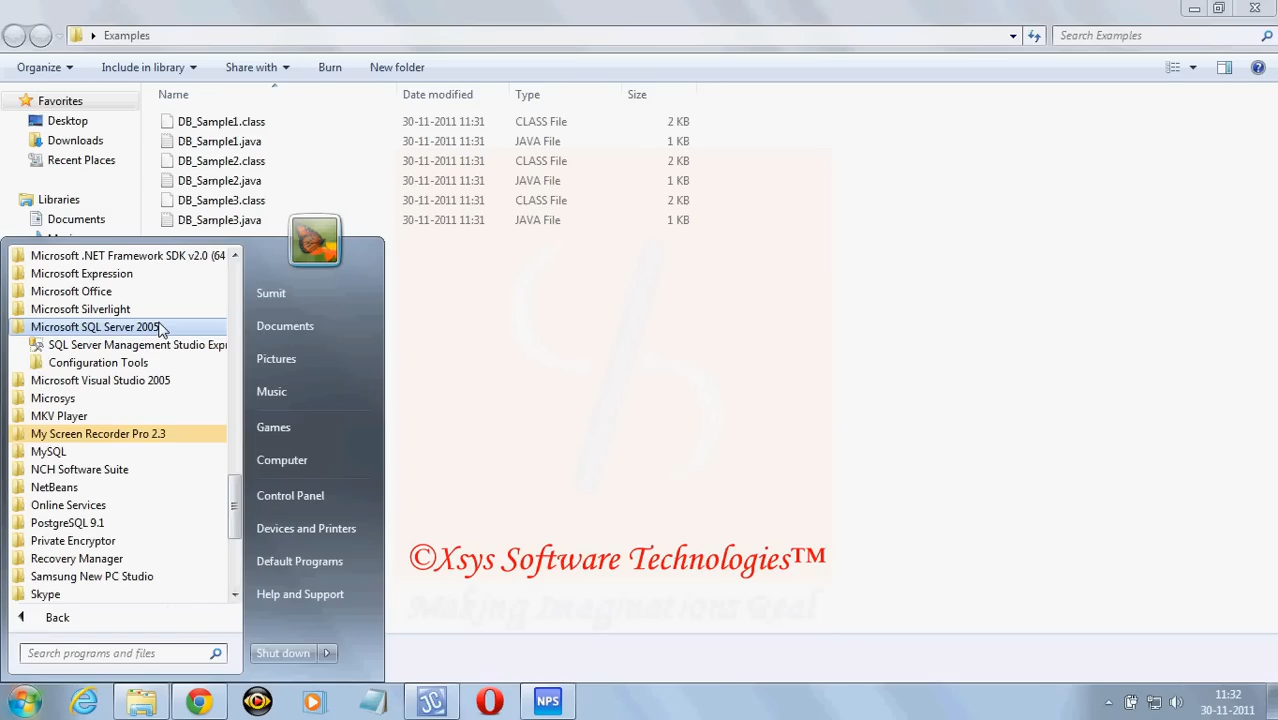 Examples
Search Examples
Organize
Include in library
Share with
Burn
New folder
Favorites
Desktop
Downloads
Recent Places
Libraries
Documents
Name Date modified Type Size
DB_Sample1.class 30-11-2011 11:31 CLASS File 2 KB
DB_Sample1.java 30-11-2011 11:31 JAVA File 1 KB
DB_Sample2.class 30-11-2011 11:31 CLASS File 2 KB
DB_Sample2.java 30-11-2011 11:31 JAVA File 1 KB
DB_Sample3.class 30-11-2011 11:31 CLASS File 2 KB
DB_Sample3.java 30-11-2011 11:31 JAVA File 1 KB
Microsoft .NET Framework SDK v2.0 (64
Microsoft Expression
Microsoft Office
Microsoft Silverlight
Microsoft SQL Server 2005
SQL Server Management Studio Expr
Configuration Tools
Microsoft Visual Studio 2005
Microsys
MKV Player
My Screen Recorder Pro 2.3
MySQL
NCH Software Suite
NetBeans
Online Services
PostgreSQL 9.1
Private Encryptor
Recovery Manager
Samsung New PC Studio
Skype
Back
Search programs and files
Sumit
Documents
Pictures
Music
Games
Computer
Control Panel
Devices and Printers
Default Programs
Help and Support
Shut down
©Xsys Software Technologies™
Making Imaginations Real
JC
NPS
11:32
30-11-2011